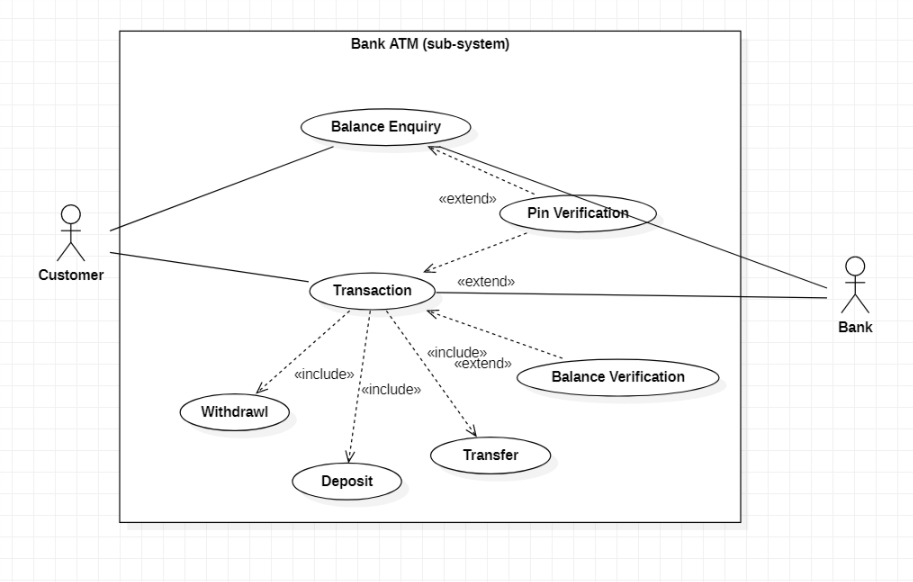 Bank ATM (sub-system)
Balance Enquiry
«extend»
Pin Verification
Customer
Transaction
«extend»
Bank
«include»
«extend»
«include»
Balance Verification
«include»
Withdrawl
Transfer
Deposit